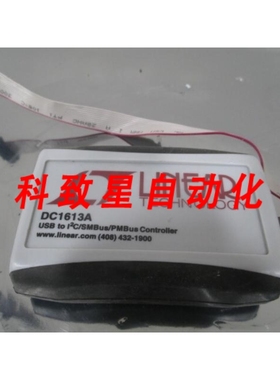 LINEAR
TECHNOLOGY
科致星自动化
DC1613A
USB to I²C/SMBus/PMBus Controller
www.linear.com (408) 432-1900